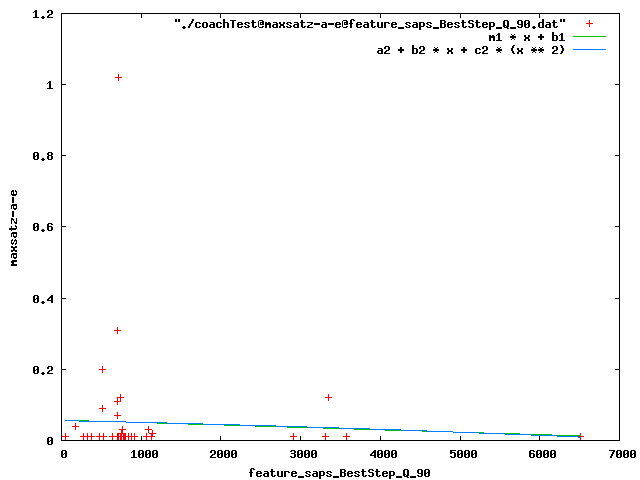 "./coachTest@maxsatz-a-e@feature_saps_BestStep_Q_90.dat"
m1 * x + b1
a2 + b2 * x + c2 * (x ** 2)
1.2
1
0.8
0.6
0.4
0.2
0
maxsatz-a-e
0 1000 2000 3000 4000 5000 6000 7000
feature_saps_BestStep_Q_90